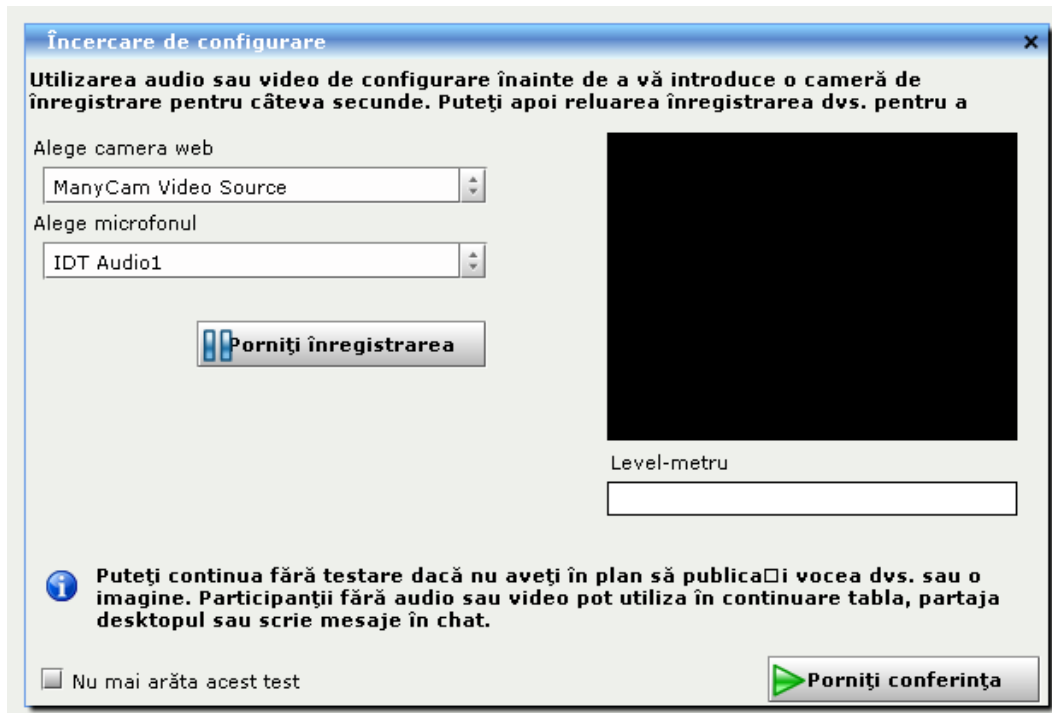 Încercare de configurare
Utilizarea audio sau video de configurare înainte de a vă introduce o cameră de
înregistrare pentru câteva secunde. Puteţi apoi reluarea înregistrarea dvs. pentru a
Alege camera web
ManyCam Video Source
Alege microfonul
IDT Audio1
Porniţi înregistrarea
Level-metru
Puteţi continua fără testare dacă nu aveţi în plan să publica□i vocea dvs. sau o
imagine. Participanţii fără audio sau video pot utiliza în continuare tabla, partaja
desktopul sau scrie mesaje în chat.
Nu mai arăta acest test
Porniţi conferinţa